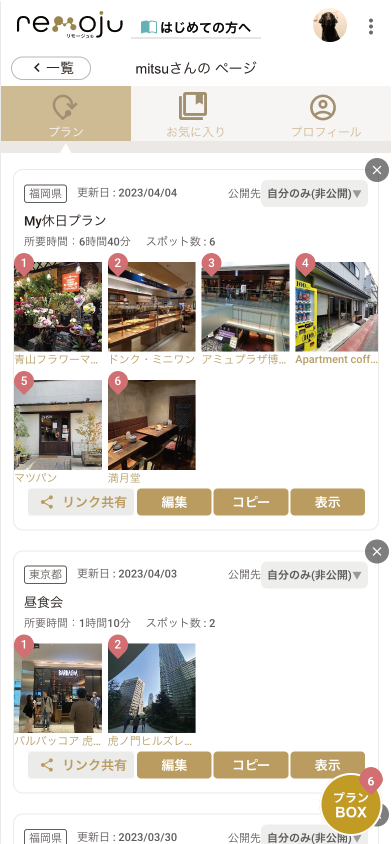 remoju
リモージュ
はじめての方へ
一覧
mitsuさんの ページ
プラン
お気に入り
プロフィール
福岡県
更新日 : 2023/04/04
公開先
自分のみ(非公開)▼
My休日プラン
所要時間：6時間40分
スポット数 : 6
1
2
3
4
青山フラワーマ...
ドンク・ミニワン
アミュプラザ博...
Apartment coff...
5
6
マツパン
満月堂
リンク共有
編集
コピー
表示
東京都
更新日 : 2023/04/03
公開先
自分のみ(非公開)▼
昼食会
所要時間：1時間10分
スポット数 : 2
1
2
BARBACOA
バルバッコア 虎...
虎ノ門ヒルズレ...
リンク共有
編集
コピー
表示
6
プラン
BOX
福岡県
更新日 : 2023/03/30
公開先
自分のみ(非公開)▼